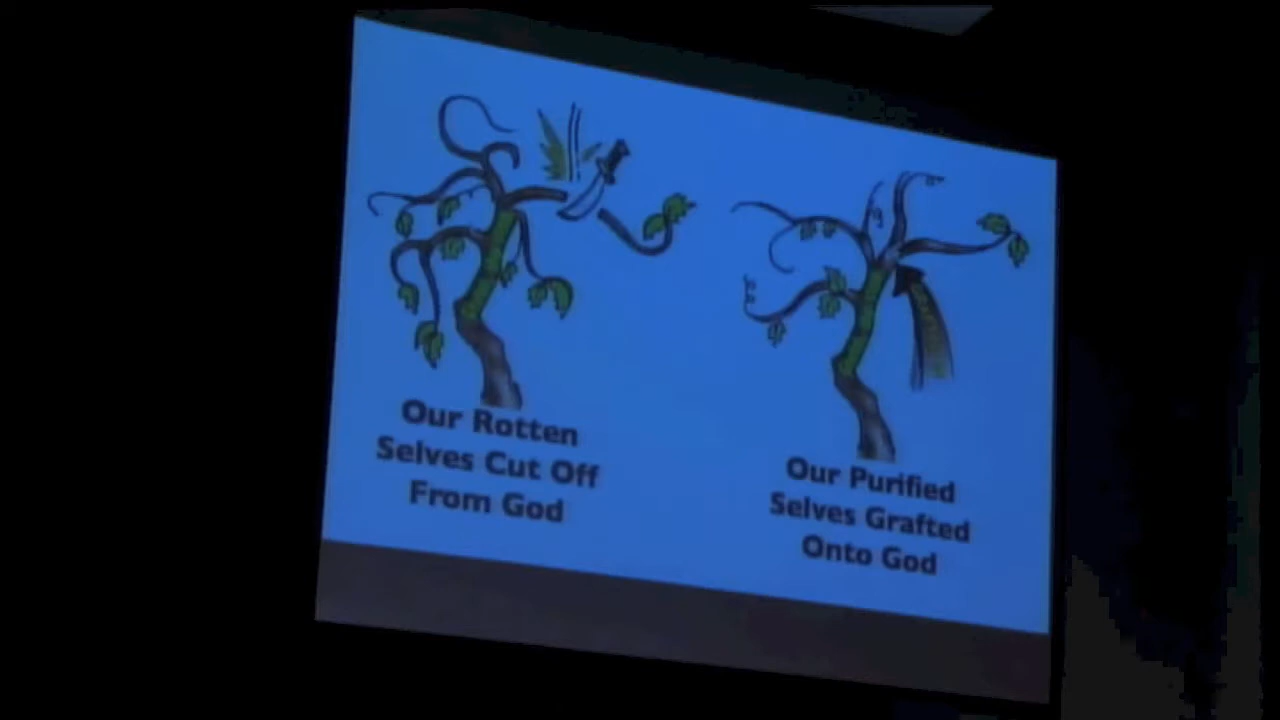 Our Rotten
Selves Cut Off
From God
Our Purified
Selves Grafted
Onto God